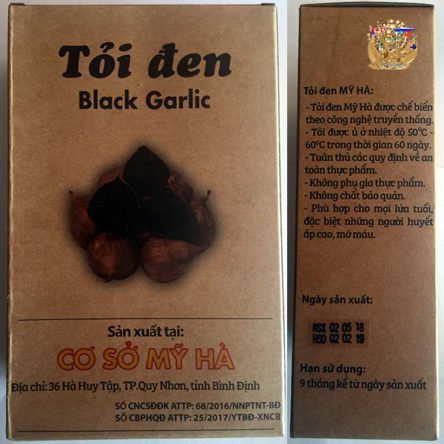 Tỏi đen
Black Garlic
Sản xuất tại:
CƠ SỞ MỸ HÀ
Địa chỉ: 36 Hà Huy Tập, TP.Quy Nhơn, tỉnh Bình Định
SỐ CNCSĐĐK ATTP: 68/2016/NNPTNT-BĐ
SỐ CBPHQĐ ATTP: 25/2017/YTBĐ-XNCB
Tỏi đen MỸ HÀ:
- Tỏi đen Mỹ Hà được chế biến
theo công nghệ truyền thống.
- Tỏi được ủ ở nhiệt độ 50°C -
60°C trong thời gian 60 ngày.
- Tuân thủ các quy định về an
toàn thực phẩm.
- Không phụ gia thực phẩm.
- Không chất bảo quản.
- Phù hợp cho mọi lứa tuổi,
đặc biệt những người huyết
áp cao, mỡ máu.
Ngày sản xuất:
NSX 02 05 18
HSD 02 02 19
Hạn sử dụng:
9 tháng kể từ ngày sản xuất